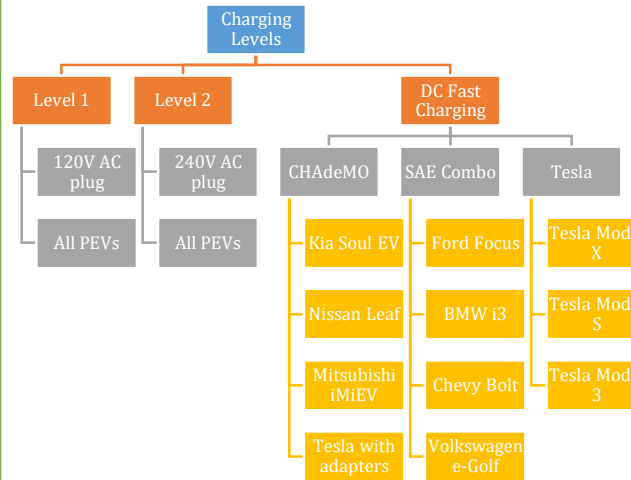 Charging
Levels
Level 1
Level 2
DC Fast
Charging
120V AC
plug
240V AC
plug
CHAdeMO
SAE Combo
Tesla
All PEVs
All PEVs
Kia Soul EV
Ford Focus
Tesla Mod
X
Nissan Leaf
BMW i3
Tesla Mod
S
Mitsubishi
iMiEV
Chevy Bolt
Tesla Mod
3
Tesla with
adapters
Volkswagen
e-Golf